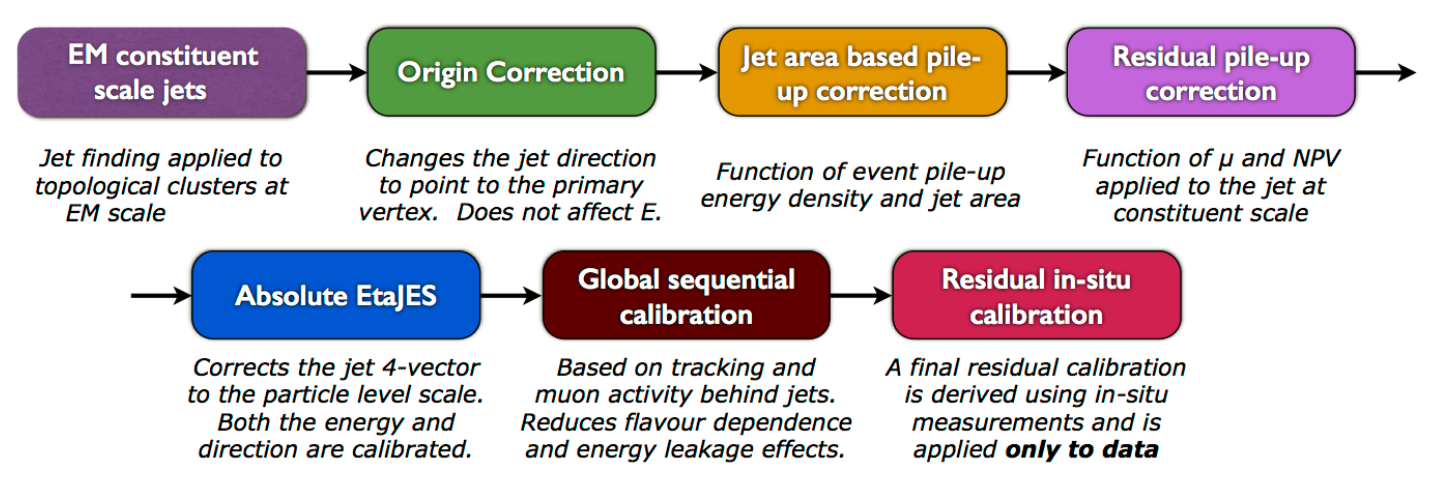 EM constituent
scale jets
Origin Correction
Jet area based pile-
up correction
Residual pile-up
correction
Jet finding applied to
topological clusters at
EM scale
Changes the jet direction
to point to the primary
vertex. Does not affect E.
Function of event pile-up
energy density and jet area
Function of µ and NPV
applied to the jet at
constituent scale
Absolute EtaJES
Global sequential
calibration
Residual in-situ
calibration
Corrects the jet 4-vector
to the particle level scale.
Both the energy and
direction are calibrated.
Based on tracking and
muon activity behind jets.
Reduces flavour dependence
and energy leakage effects.
A final residual calibration
is derived using in-situ
measurements and is
applied only to data